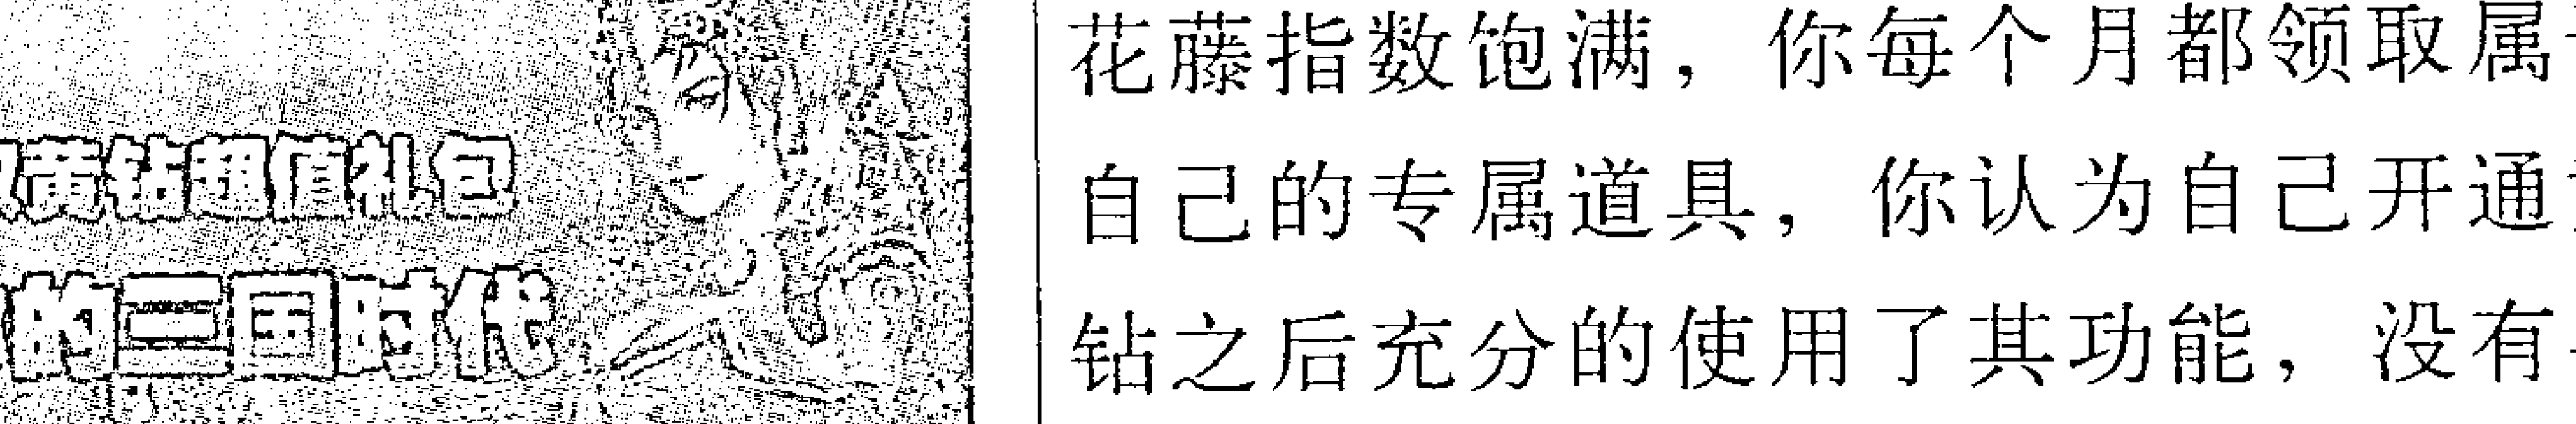 黄钻超值礼包
的三国时代
花藤指数饱满，你每个月都领取属
自己的专属道具，你认为自己开通
钻之后充分的使用了其功能，没有